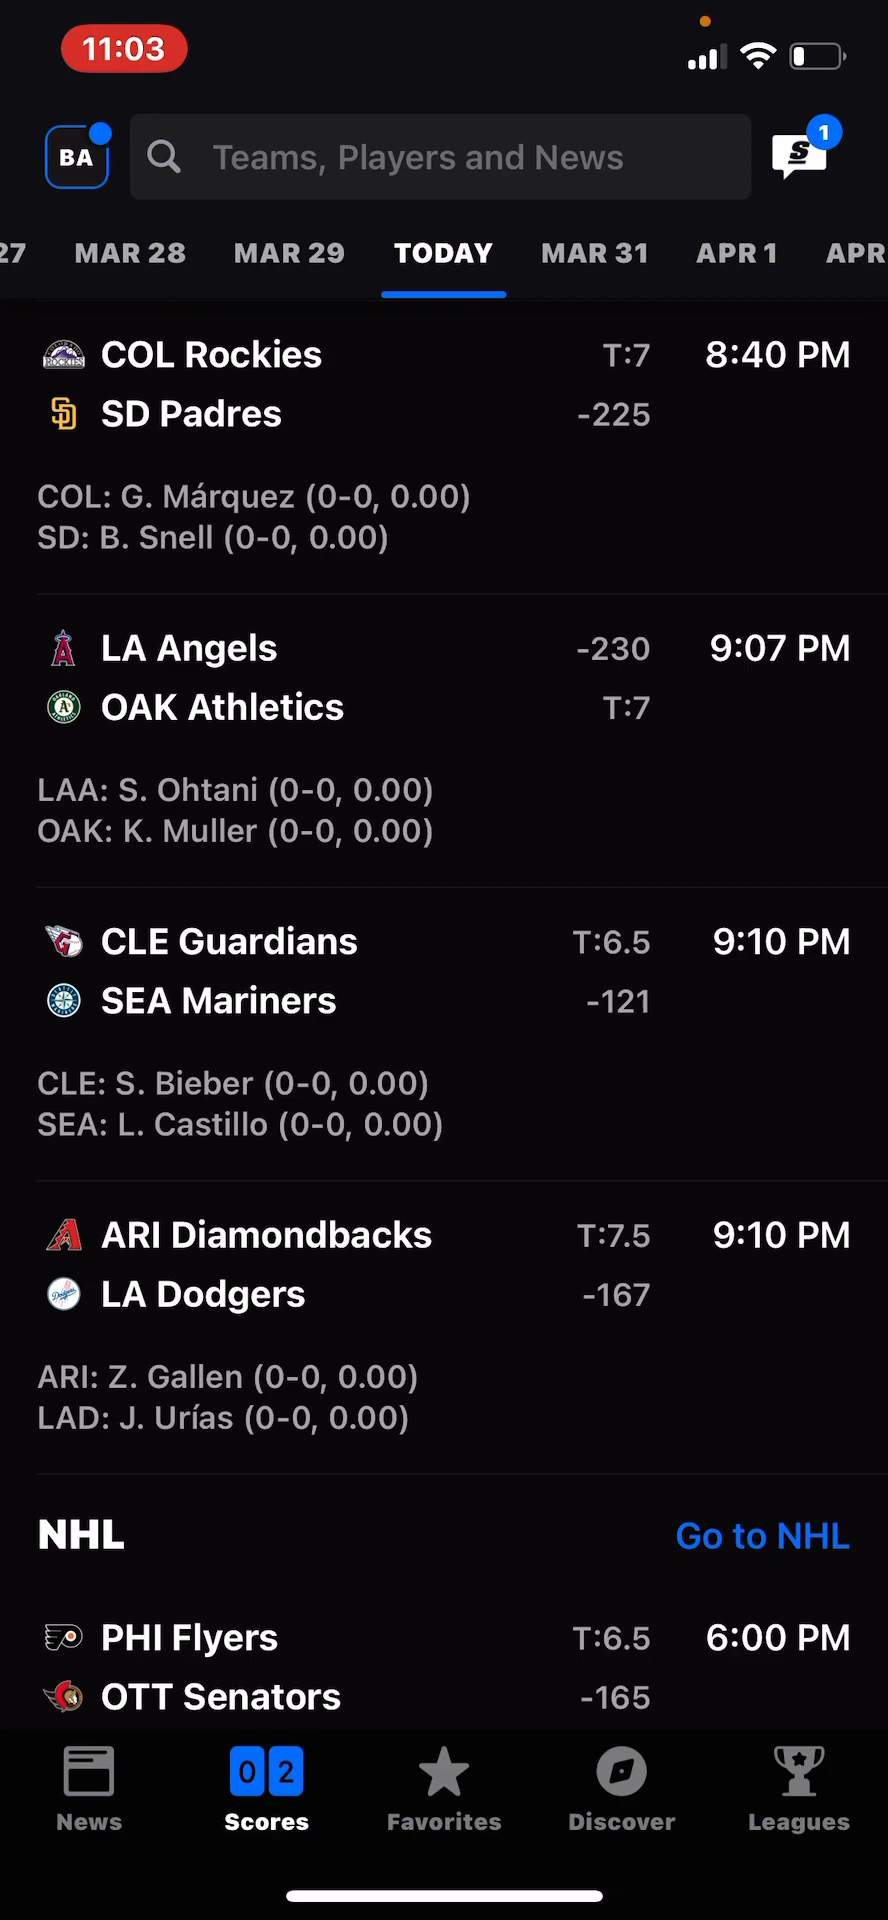 11:03
BA
Teams, Players and News
S
1
27 MAR 28 MAR 29 TODAY MAR 31 APR 1 APR
COL Rockies T:7 8:40 PM
SD Padres -225
COL: G. Márquez (0-0, 0.00)
SD: B. Snell (0-0, 0.00)
LA Angels -230 9:07 PM
OAK Athletics T:7
LAA: S. Ohtani (0-0, 0.00)
OAK: K. Muller (0-0, 0.00)
CLE Guardians T:6.5 9:10 PM
SEA Mariners -121
CLE: S. Bieber (0-0, 0.00)
SEA: L. Castillo (0-0, 0.00)
ARI Diamondbacks T:7.5 9:10 PM
LA Dodgers -167
ARI: Z. Gallen (0-0, 0.00)
LAD: J. Urías (0-0, 0.00)
NHL Go to NHL
PHI Flyers T:6.5 6:00 PM
OTT Senators -165
0 2
News Scores Favorites Discover Leagues